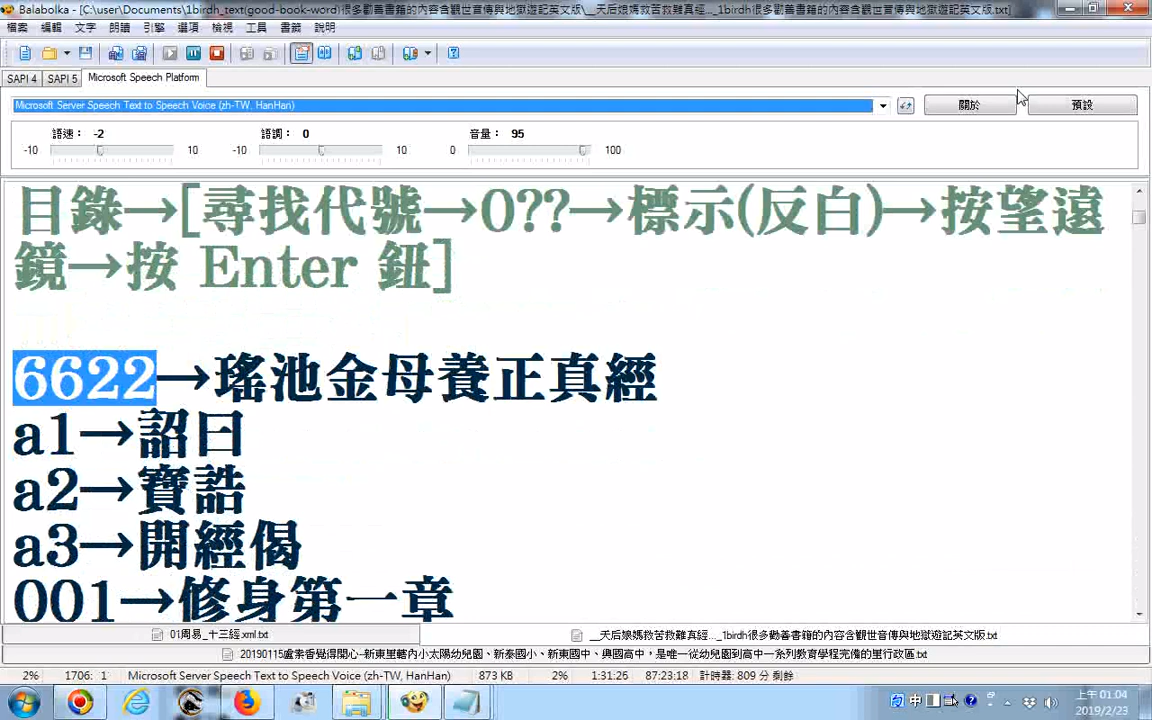 Balabolka - [C:\user\Documents\1birdh_text(good-book-word)很多勸善書籍的內容含觀世音傳與地獄遊記英文版\__天后娘媽救苦救難真經..._1birdh很多勸善書籍的內容含觀世音傳與地獄遊記英文版.txt]
檔案 編輯 文字 朗讀 引擎 選項 檢視 工具 書籤 說明
SAPI 4 SAPI 5 Microsoft Speech Platform
Microsoft Server Speech Text to Speech Voice (zh-TW, HanHan) 關於 預設
語速： -2 語調： 0 音量： 95
-10 10 -10 10 0 100
目錄→[尋找代號→O??→標示(反白)→按望遠
鏡→按 Enter 鈕]
6622→瑤池金母養正真經
a1→詔曰
a2→寶誥
a3→開經偈
001→修身第一章
01周易_十三經.xml.txt __天后娘媽救苦救難真經..._1birdh很多勸善書籍的內容含觀世音傳與地獄遊記英文版.txt
20190115盧素香覺得開心-新東里轄內小太陽幼兒園、新泰國小、新東國中、興國高中，是唯一從幼兒園到高中一系列教育學程完備的里行政區.txt
2% 1706: 1 Microsoft Server Speech Text to Speech Voice (zh-TW, HanHan) 873 KB 2% 1:31:26 87:23:18 計時器: 809 分 剩餘
中 上午 01:04
2019/2/23